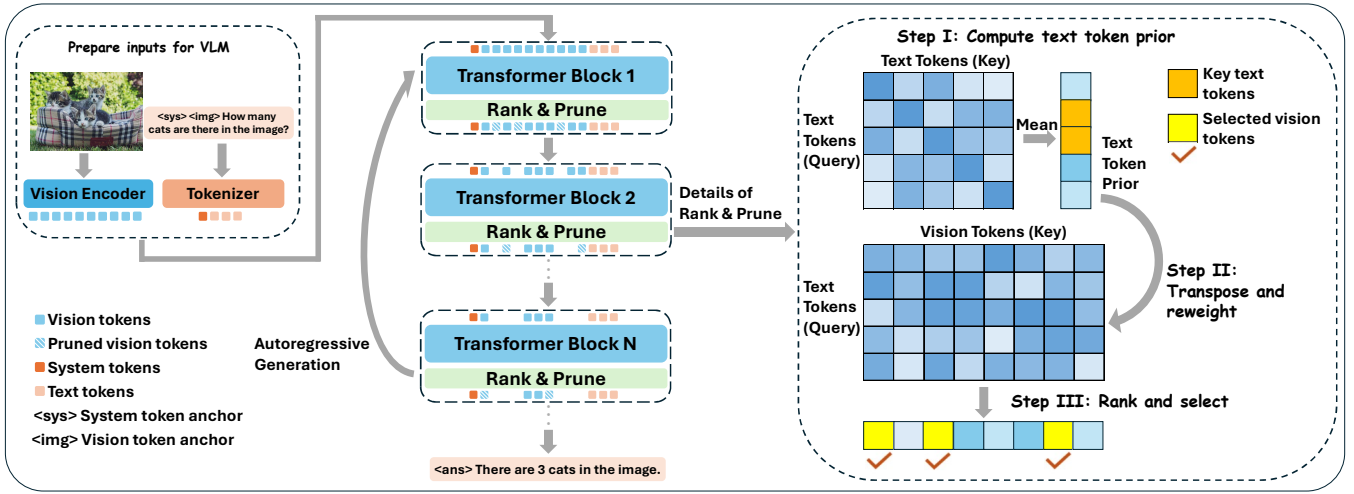 Prepare inputs for VLM
<sys> <img> How many
cats are there in the image?
Vision Encoder
Tokenizer
Vision tokens
Pruned vision tokens
System tokens
Text tokens
<sys> System token anchor
<img> Vision token anchor
Autoregressive
Generation
Transformer Block 1
Rank & Prune
Transformer Block 2
Rank & Prune
Transformer Block N
Rank & Prune
<ans> There are 3 cats in the image.
Details of
Rank & Prune
Step I: Compute text token prior
Text Tokens (Key)
Text
Tokens
(Query)
Mean
Text
Token
Prior
Key text
tokens
Selected vision
tokens
Vision Tokens (Key)
Text
Tokens
(Query)
Step II:
Transpose and
reweight
Step III: Rank and select